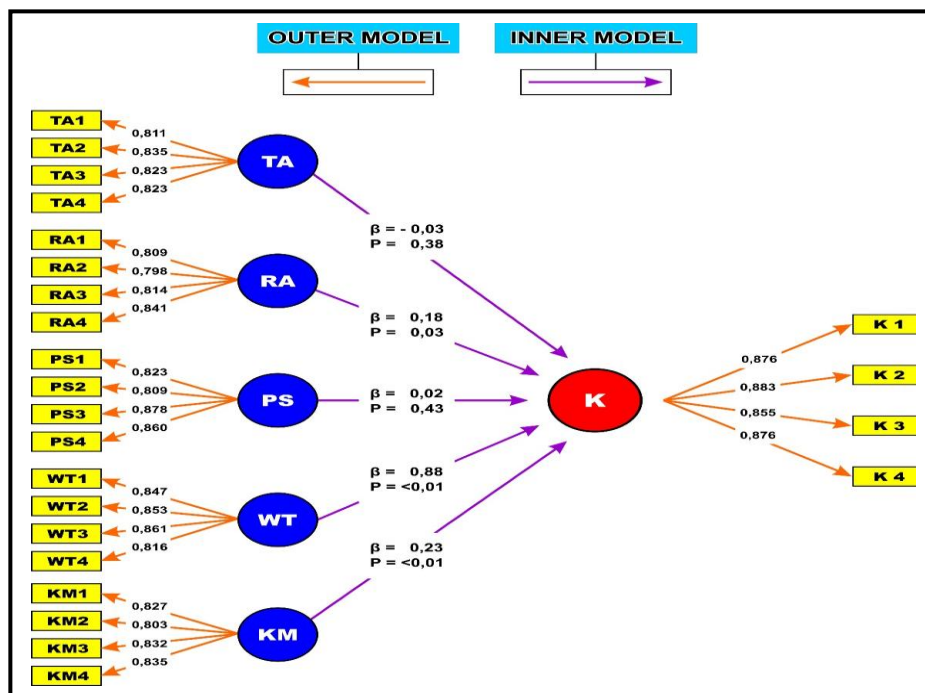 OUTER MODEL
INNER MODEL
TA1
TA2
TA3
TA4
0,811
0,835
0,823
0,823
TA
β = - 0,03
P = 0,38
RA1
RA2
RA3
RA4
0,809
0,798
0,814
0,841
RA
β = 0,18
P = 0,03
PS1
PS2
PS3
PS4
0,823
0,809
0,878
0,860
PS
β = 0,02
P = 0,43
WT1
WT2
WT3
WT4
0,847
0,853
0,861
0,816
WT
β = 0,88
P = <0,01
KM1
KM2
KM3
KM4
0,827
0,803
0,832
0,835
KM
β = 0,23
P = <0,01
K
0,876
0,883
0,855
0,876
K 1
K 2
K 3
K 4